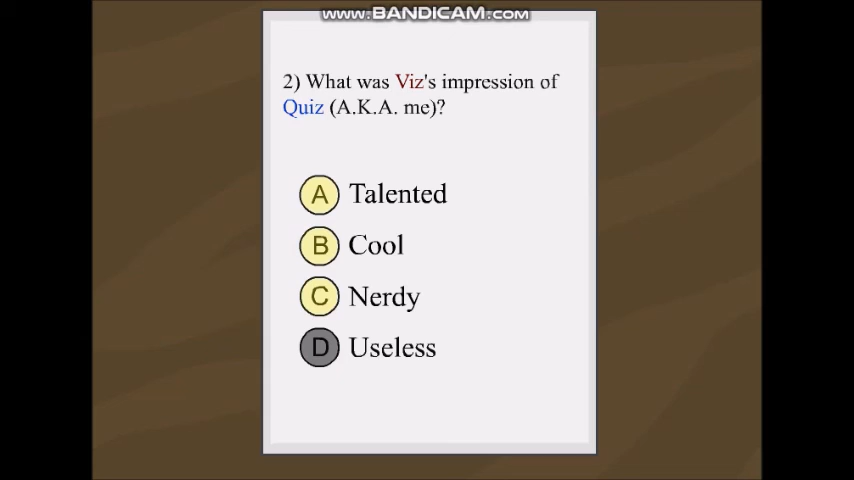 www.BANDICAM.com
2) What was Viz's impression of
Quiz (A.K.A. me)?
A Talented
B Cool
C Nerdy
D Useless